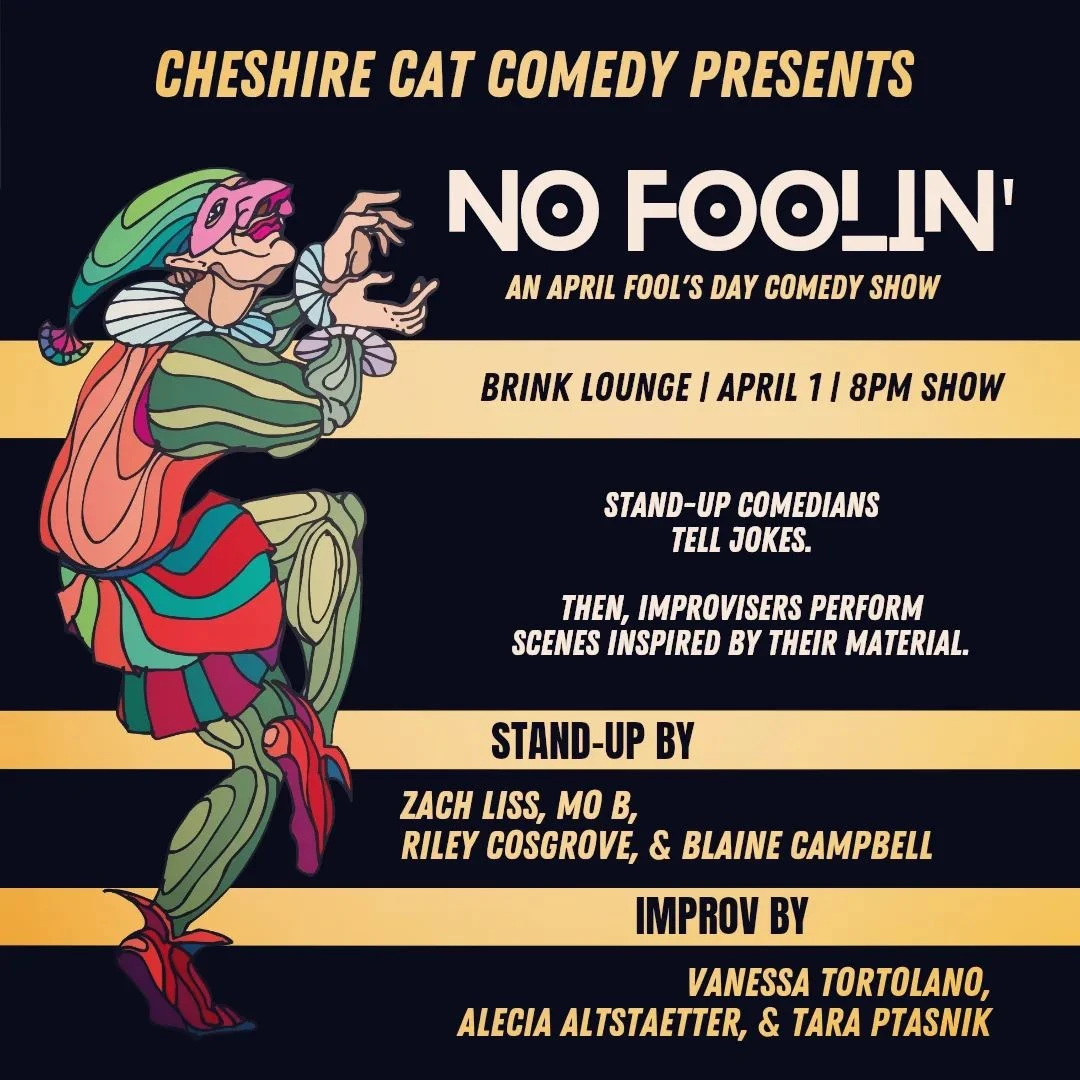 CHESHIRE CAT COMEDY PRESENTS
NO FOOLIN'
AN APRIL FOOL'S DAY COMEDY SHOW
BRINK LOUNGE | APRIL 1 | 8PM SHOW
STAND-UP COMEDIANS
TELL JOKES.
THEN, IMPROVISERS PERFORM
SCENES INSPIRED BY THEIR MATERIAL.
STAND-UP BY
ZACH LISS, MO B,
RILEY COSGROVE, & BLAINE CAMPBELL
IMPROV BY
VANESSA TORTOLANO,
ALECIA ALTSTAETTER, & TARA PTASNIK